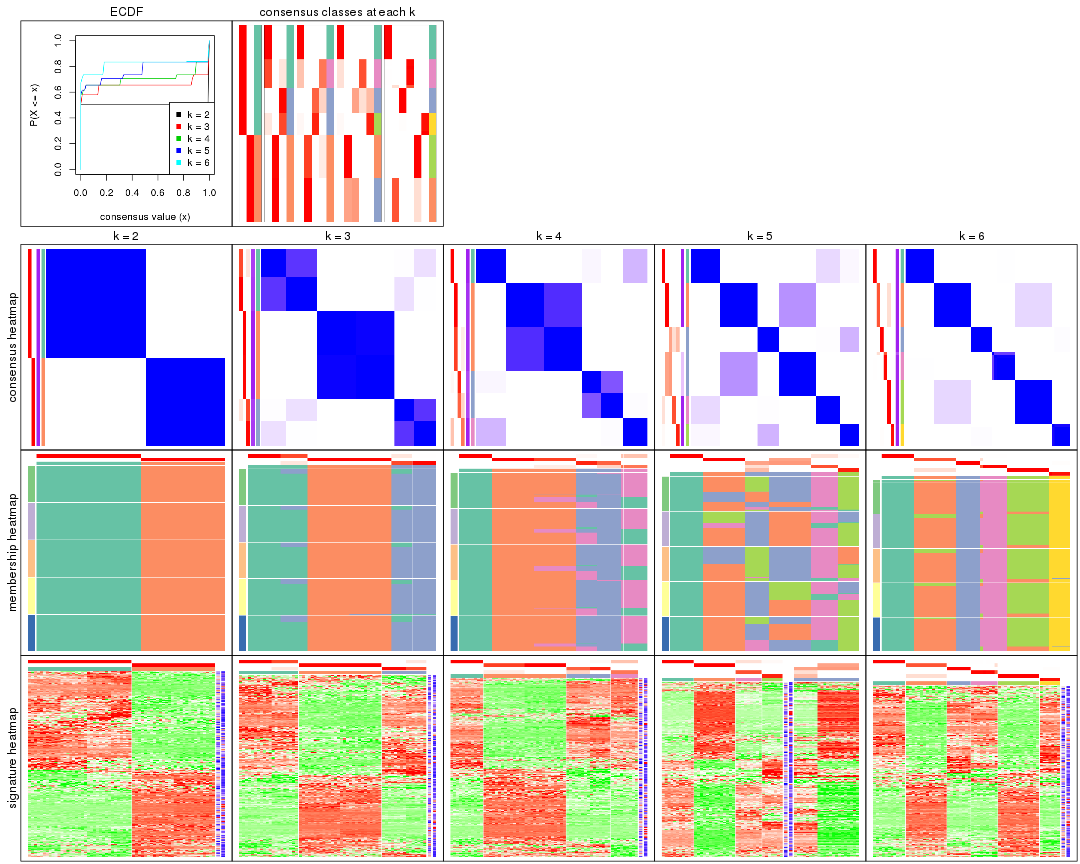 ECDF
consensus classes at each k
P(X <= x)
0.0 0.2 0.4 0.6 0.8 1.0
k = 2
k = 3
k = 4
k = 5
k = 6
0.0 0.2 0.4 0.6 0.8 1.0
consensus value (x)
k = 2
k = 3
k = 4
k = 5
k = 6
consensus heatmap
membership heatmap
signature heatmap